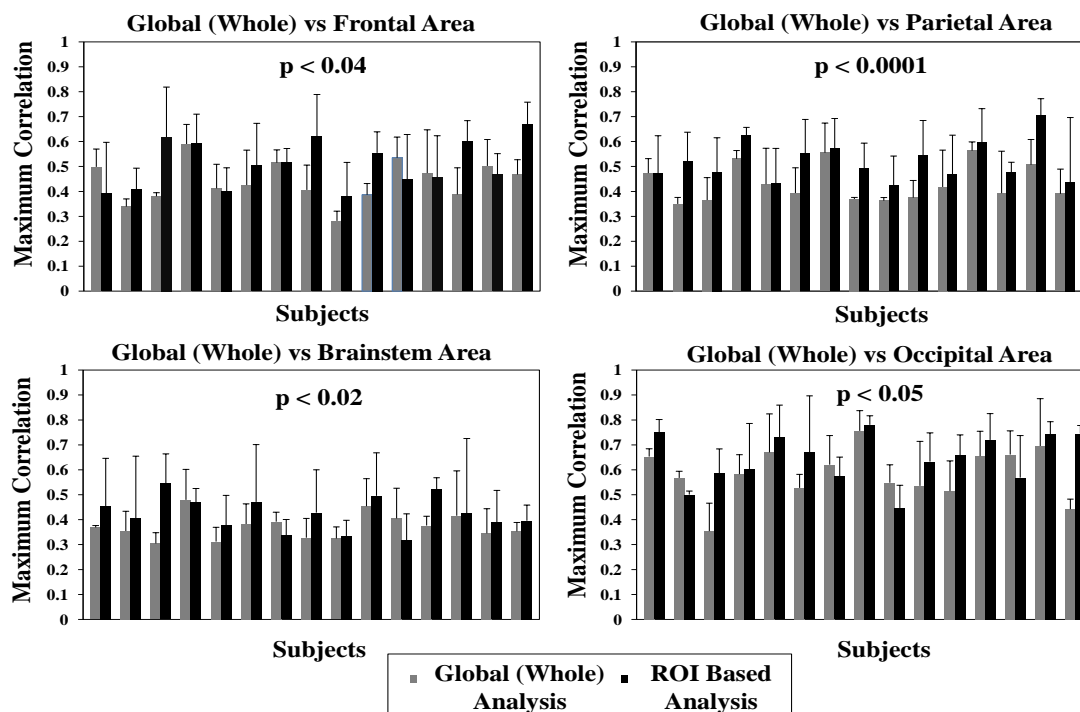 Global (Whole) vs Frontal Area
p < 0.04
Maximum Correlation
1
0.9
0.8
0.7
0.6
0.5
0.4
0.3
0.2
0.1
0
Subjects
Global (Whole) vs Parietal Area
p < 0.0001
Maximum Correlation
1
0.9
0.8
0.7
0.6
0.5
0.4
0.3
0.2
0.1
0
Subjects
Global (Whole) vs Brainstem Area
p < 0.02
Maximum Correlation
1
0.9
0.8
0.7
0.6
0.5
0.4
0.3
0.2
0.1
0
Subjects
Global (Whole) vs Occipital Area
p < 0.05
Maximum Correlation
1
0.9
0.8
0.7
0.6
0.5
0.4
0.3
0.2
0.1
0
Subjects
Global (Whole)
Analysis
ROI Based
Analysis